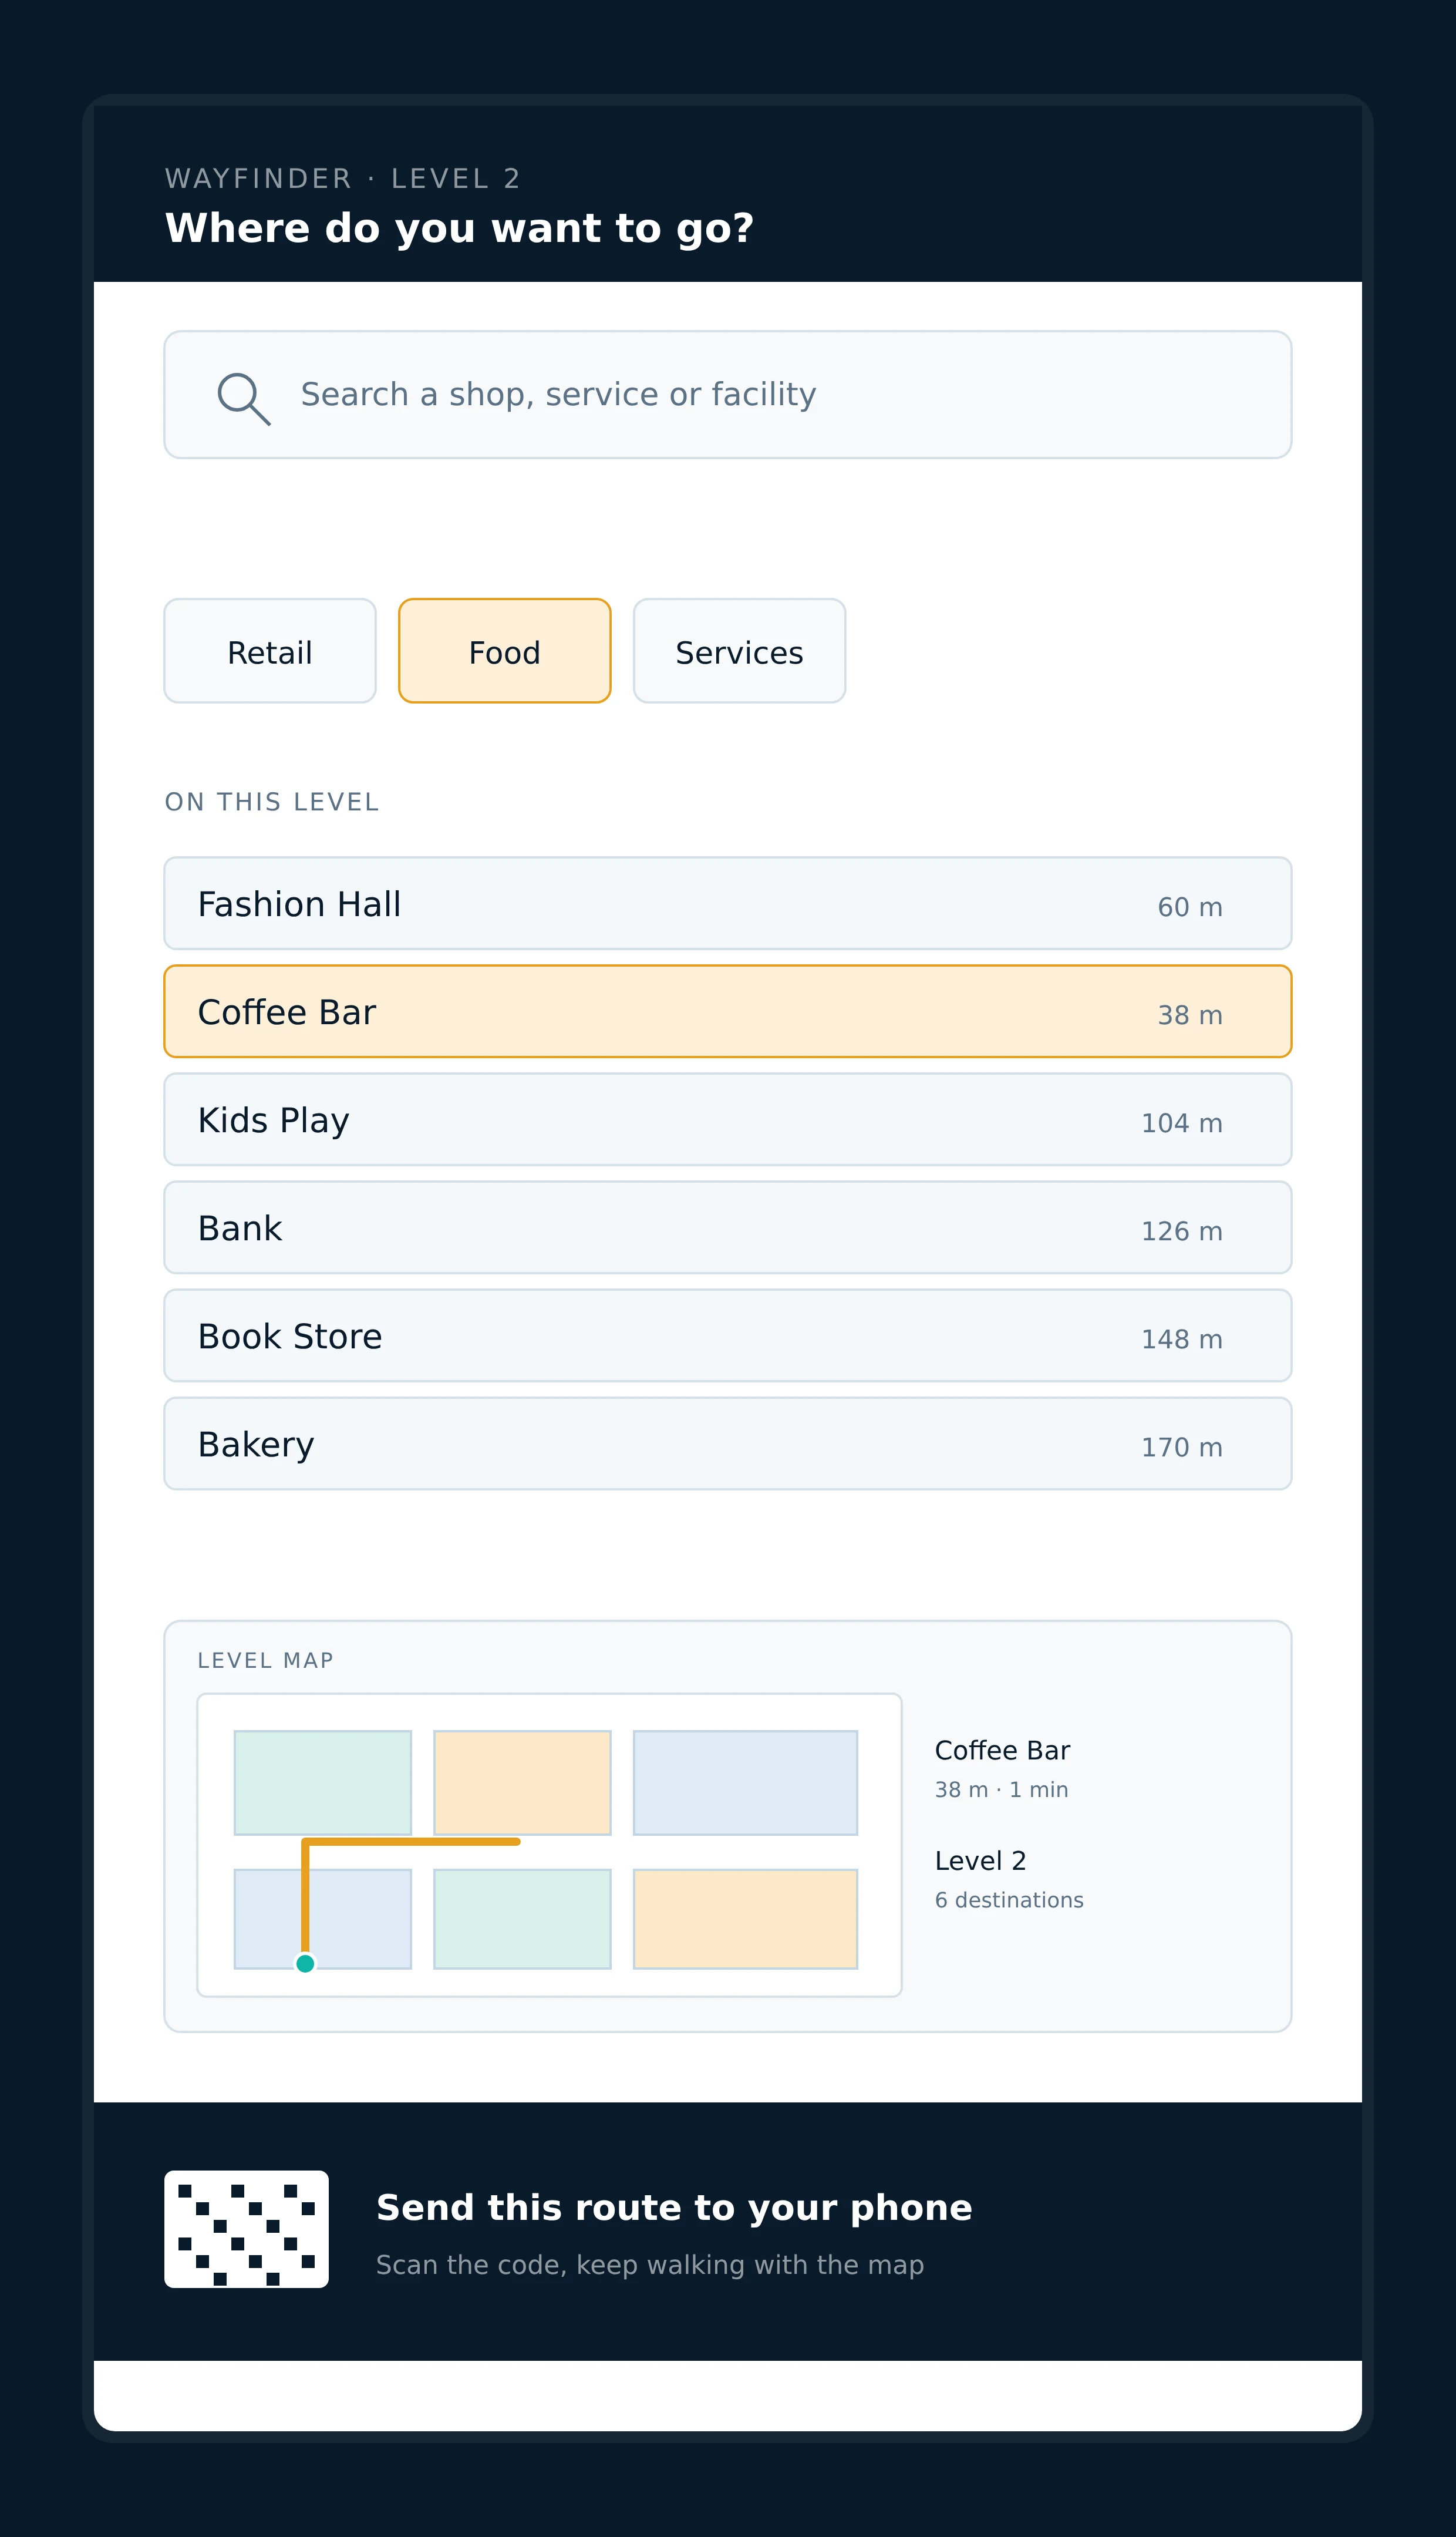 WAYFINDER · LEVEL 2
Where do you want to go?
Search a shop, service or facility
Retail
Food
Services
ON THIS LEVEL
Fashion Hall
60 m
Coffee Bar
38 m
Kids Play
104 m
Bank
126 m
Book Store
148 m
Bakery
170 m
LEVEL MAP
Coffee Bar
38 m · 1 min
Level 2
6 destinations
Send this route to your phone
Scan the code, keep walking with the map